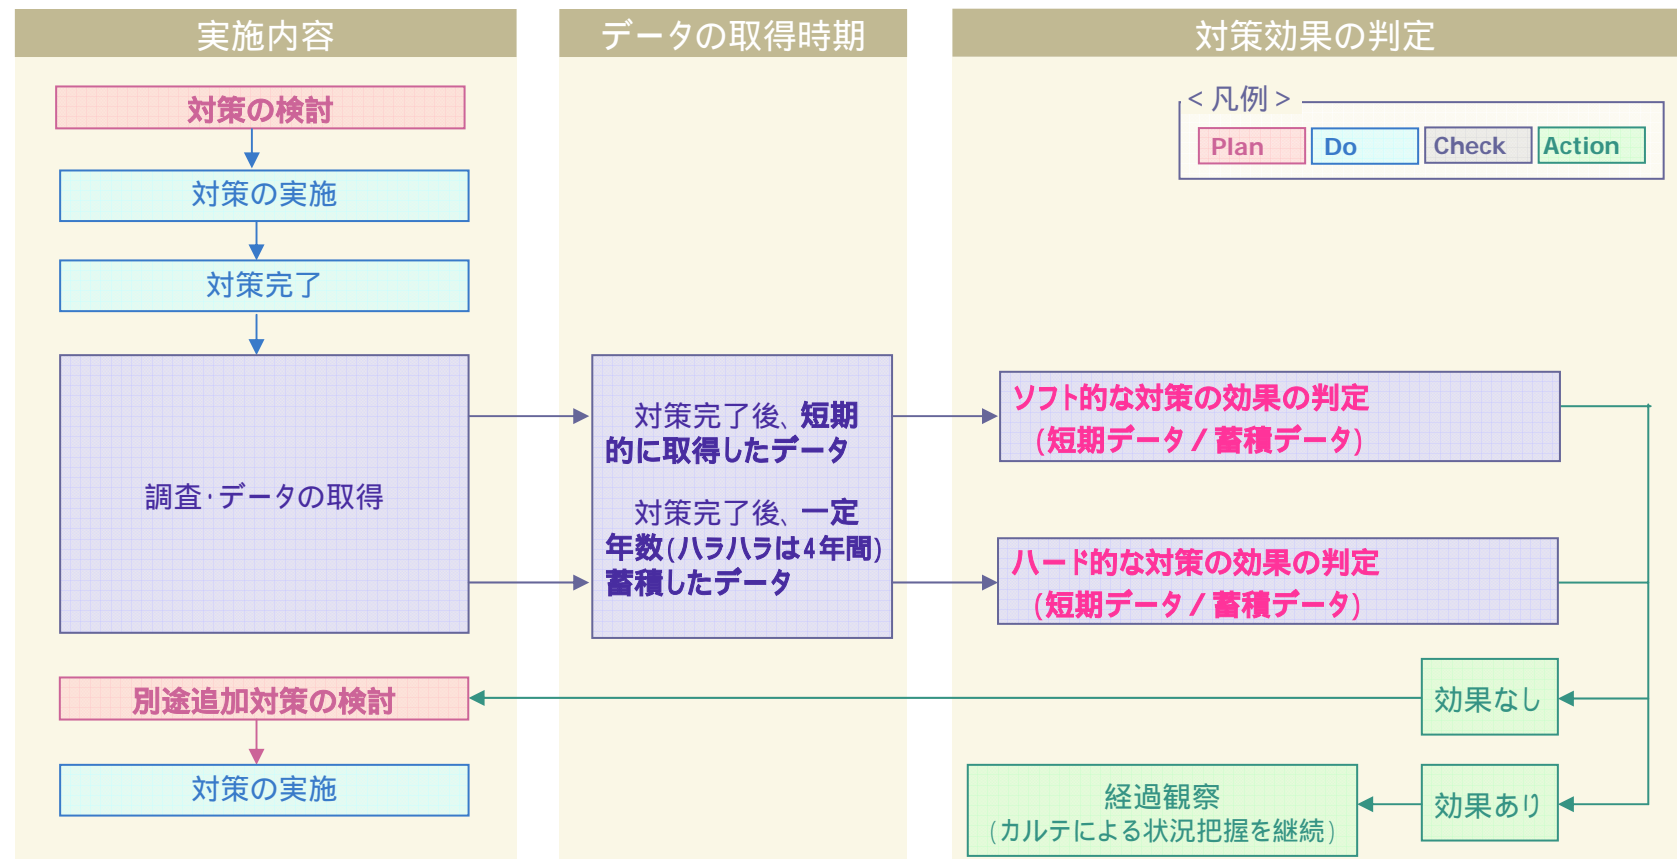 実施内容
データの取得時期
対策効果の判定
対策の検討
対策の実施
対策完了
調査・データの取得
別途追加対策の検討
対策の実施
対策完了後、短期
的に取得したデータ
対策完了後、一定
年数(ハラハラは4年間)
蓄積したデータ
<凡例>
Plan
Do
Check
Action
ソフト的な対策の効果の判定
(短期データ/蓄積データ)
ハード的な対策の効果の判定
(短期データ/蓄積データ)
効果なし
効果あり
経過観察
(カルテによる状況把握を継続)